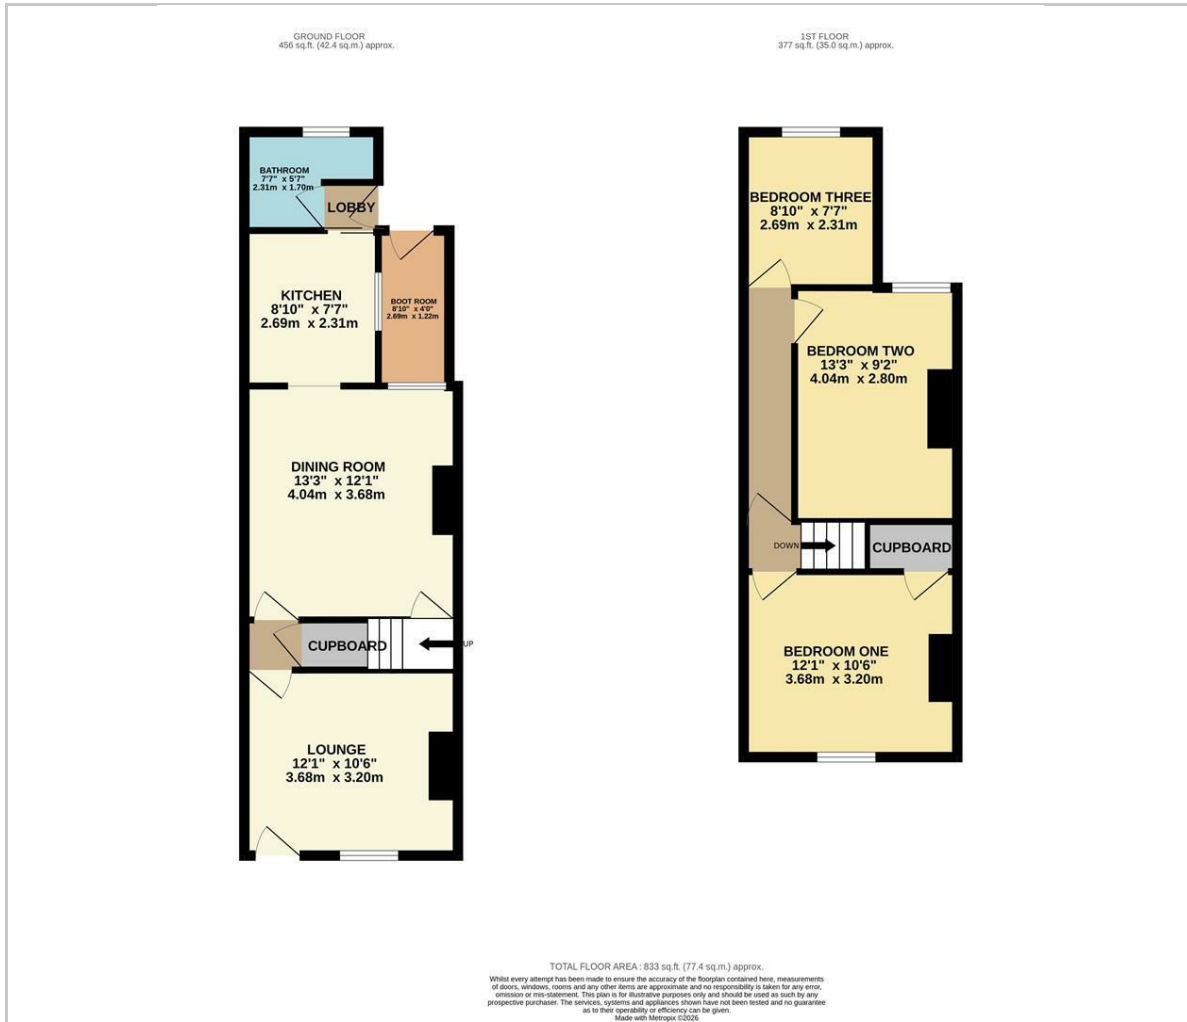 GROUND FLOOR
456 sq.ft. (42.4 sq.m.) approx.
BATHROOM
7'7" x 5'7"
2.31m x 1.70m
LOBBY
KITCHEN
8'10" x 7'7"
2.69m x 2.31m
BOOT ROOM
8'10" x 4'0"
2.69m x 1.22m
DINING ROOM
13'3" x 12'1"
4.04m x 3.68m
CUPBOARD
UP
LOUNGE
12'1" x 10'6"
3.68m x 3.20m
1ST FLOOR
377 sq.ft. (35.0 sq.m.) approx.
BEDROOM THREE
8'10" x 7'7"
2.69m x 2.31m
BEDROOM TWO
13'3" x 9'2"
4.04m x 2.80m
DOWN
CUPBOARD
BEDROOM ONE
12'1" x 10'6"
3.68m x 3.20m
TOTAL FLOOR AREA : 833 sq.ft. (77.4 sq.m.) approx.
Whilst every attempt has been made to ensure the accuracy of the floorplan contained here, measurements
of doors, windows, rooms and any other items are approximate and no responsibility is taken for any error,
omission or mis-statement. This plan is for illustrative purposes only and should be used as such by any
prospective purchaser. The services, systems and appliances shown have not been tested and no guarantee
as to their operability or efficiency can be given.
Made with Metropix ©2026